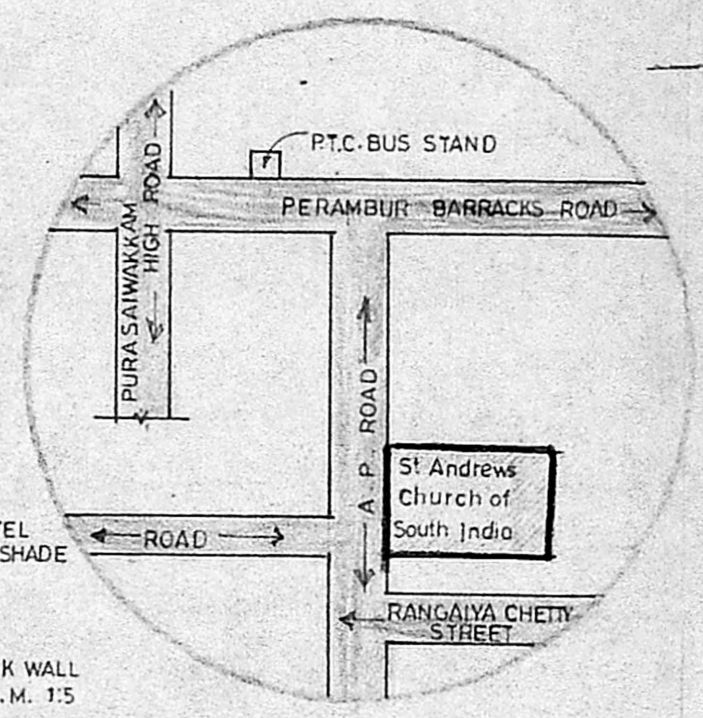 P.T.C. BUS STAND
PERAMBUR BARRACKS ROAD
PURASAIWAKKAM
HIGH ROAD
A.P. ROAD
St Andrews
Church of
South India
ROAD
RANGAIYA CHETTY
STREET
SHADE
K WALL
.M. 1:5